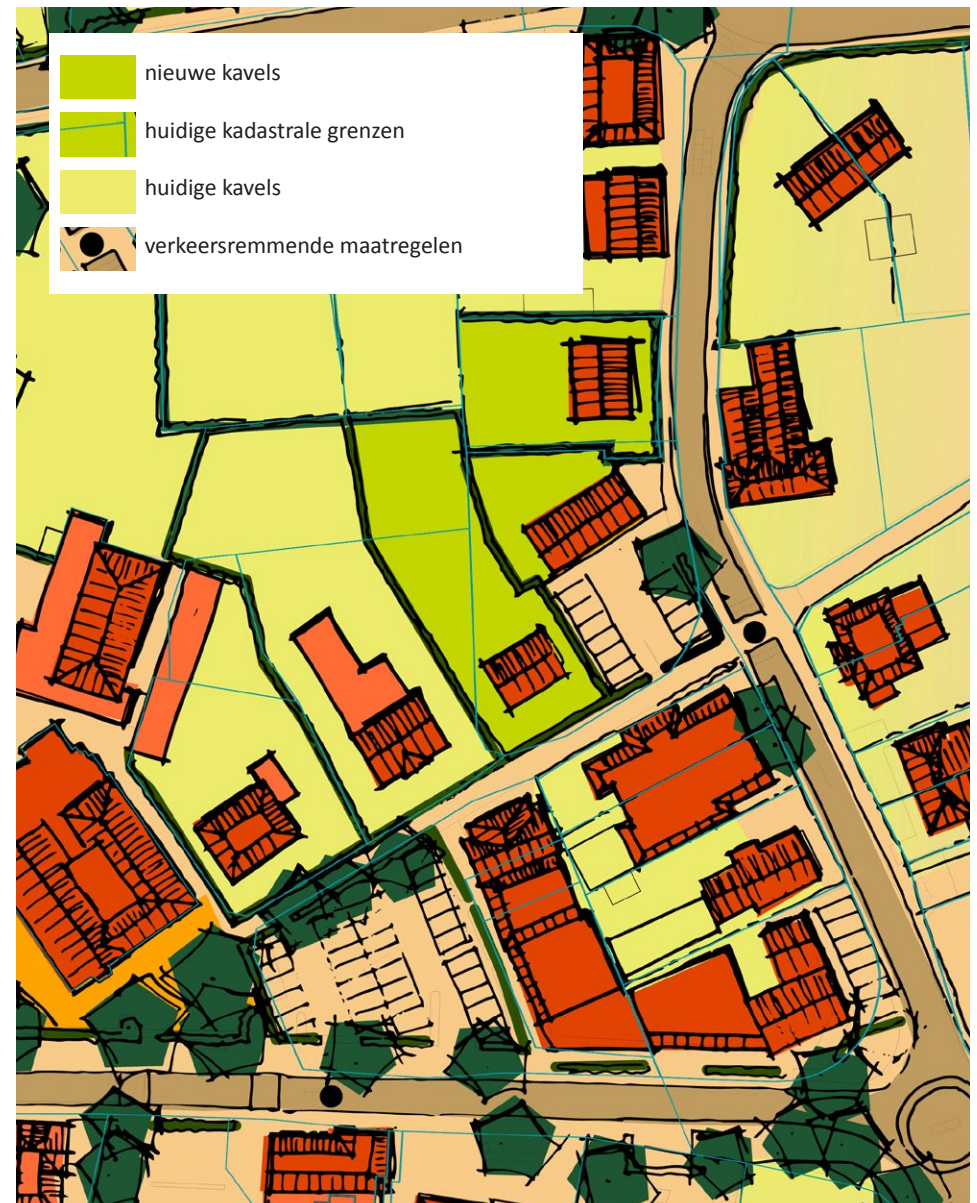 nieuwe kavels
huidige kadastrale grenzen
huidige kavels
verkeersremmende maatregelen